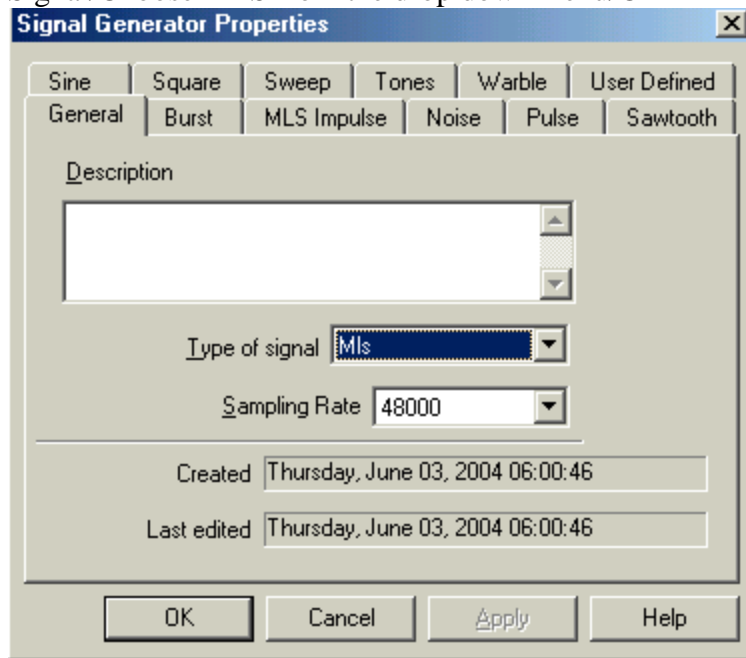 Signal Generator Properties
Sine Square Sweep Tones Warble User Defined
General Burst MLS Impulse Noise Pulse Sawtooth
Description
Type of signal Mls
Sampling Rate 48000
Created Thursday, June 03, 2004 06:00:46
Last edited Thursday, June 03, 2004 06:00:46
OK Cancel Apply Help